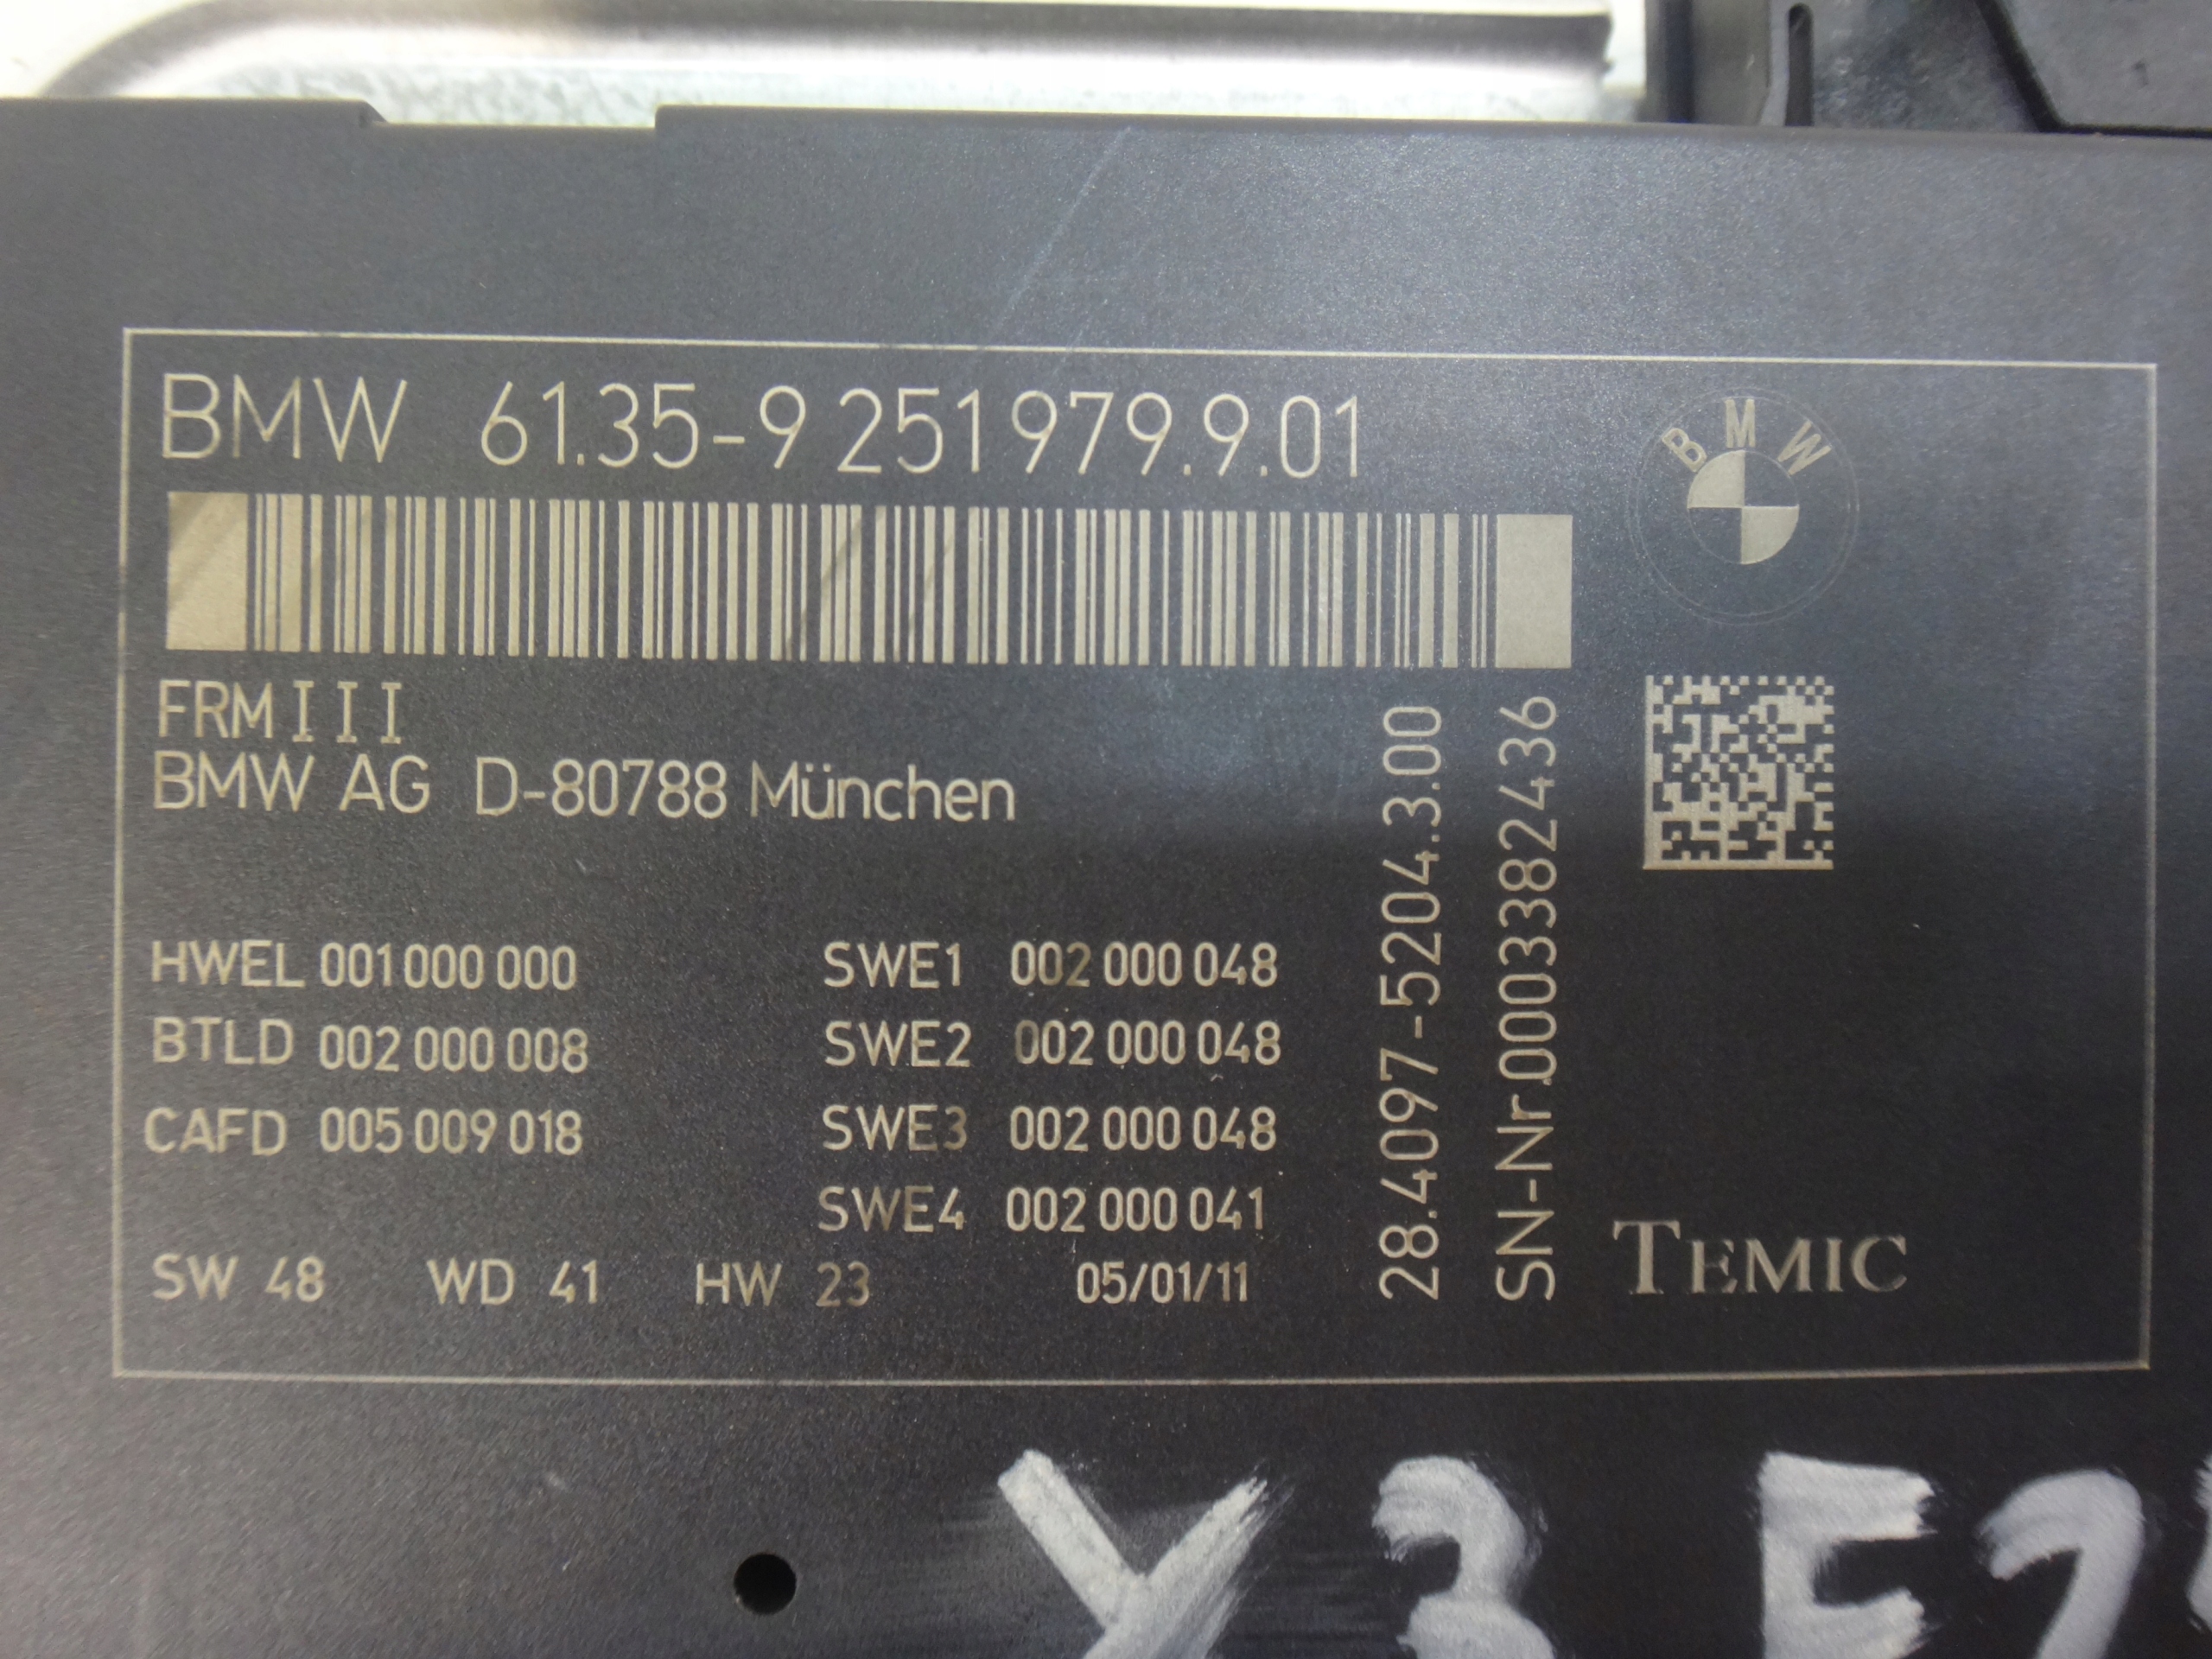 BMW 61.35-9 251 979.9.01
BMW
FRM III
BMW AG D-80788 München
HWEL 001 000 000 SWE1 002 000 048
BTLD 002 000 008 SWE2 002 000 048
CAFD 005 009 018 SWE3 002 000 048
SWE4 002 000 041
SW 48 WD 41 HW 23 05/01/11
28.4097-5204.3.00
SN-Nr.0003382436
TEMIC